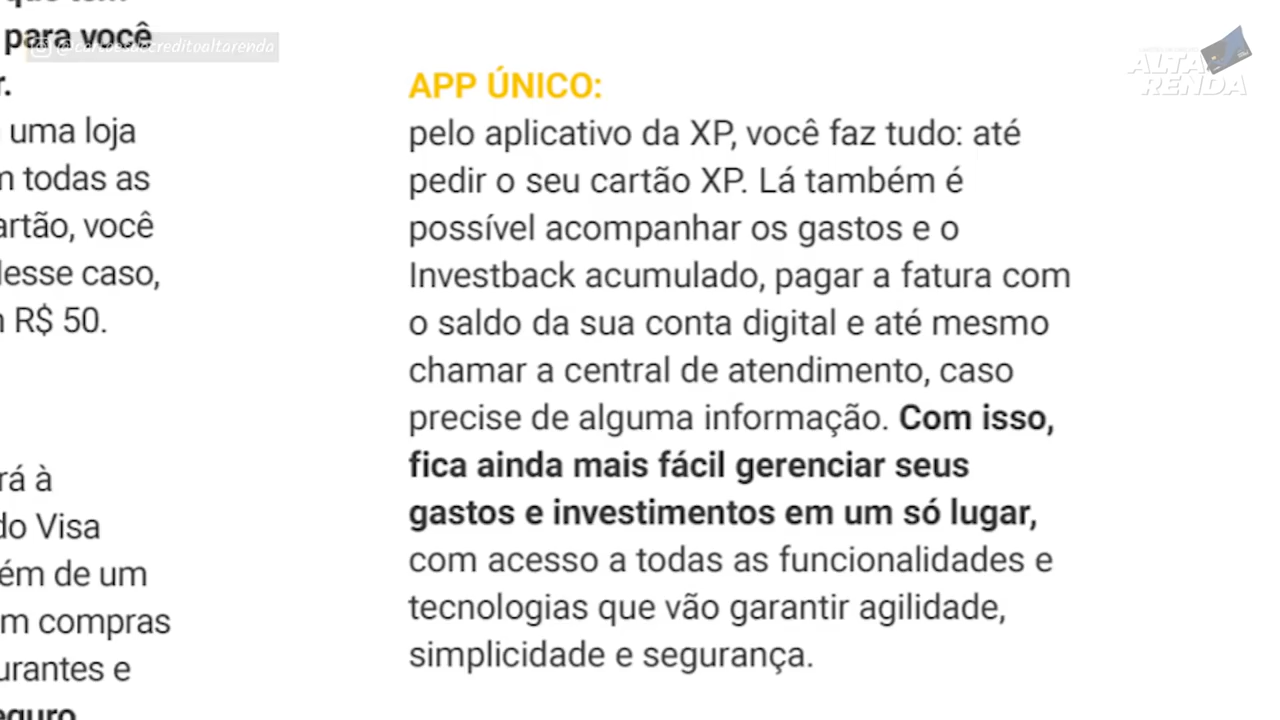 para você
@cartoesdecreditoaltarenda
r.
uma loja
m todas as
artão, você
desse caso,
R$ 50.
rá à
do Visa
ém de um
m compras
urantes e
eguro
APP ÚNICO:
pelo aplicativo da XP, você faz tudo: até
pedir o seu cartão XP. Lá também é
possível acompanhar os gastos e o
Investback acumulado, pagar a fatura com
o saldo da sua conta digital e até mesmo
chamar a central de atendimento, caso
precise de alguma informação. Com isso,
fica ainda mais fácil gerenciar seus
gastos e investimentos em um só lugar,
com acesso a todas as funcionalidades e
tecnologias que vão garantir agilidade,
simplicidade e segurança.
ALTA
RENDA